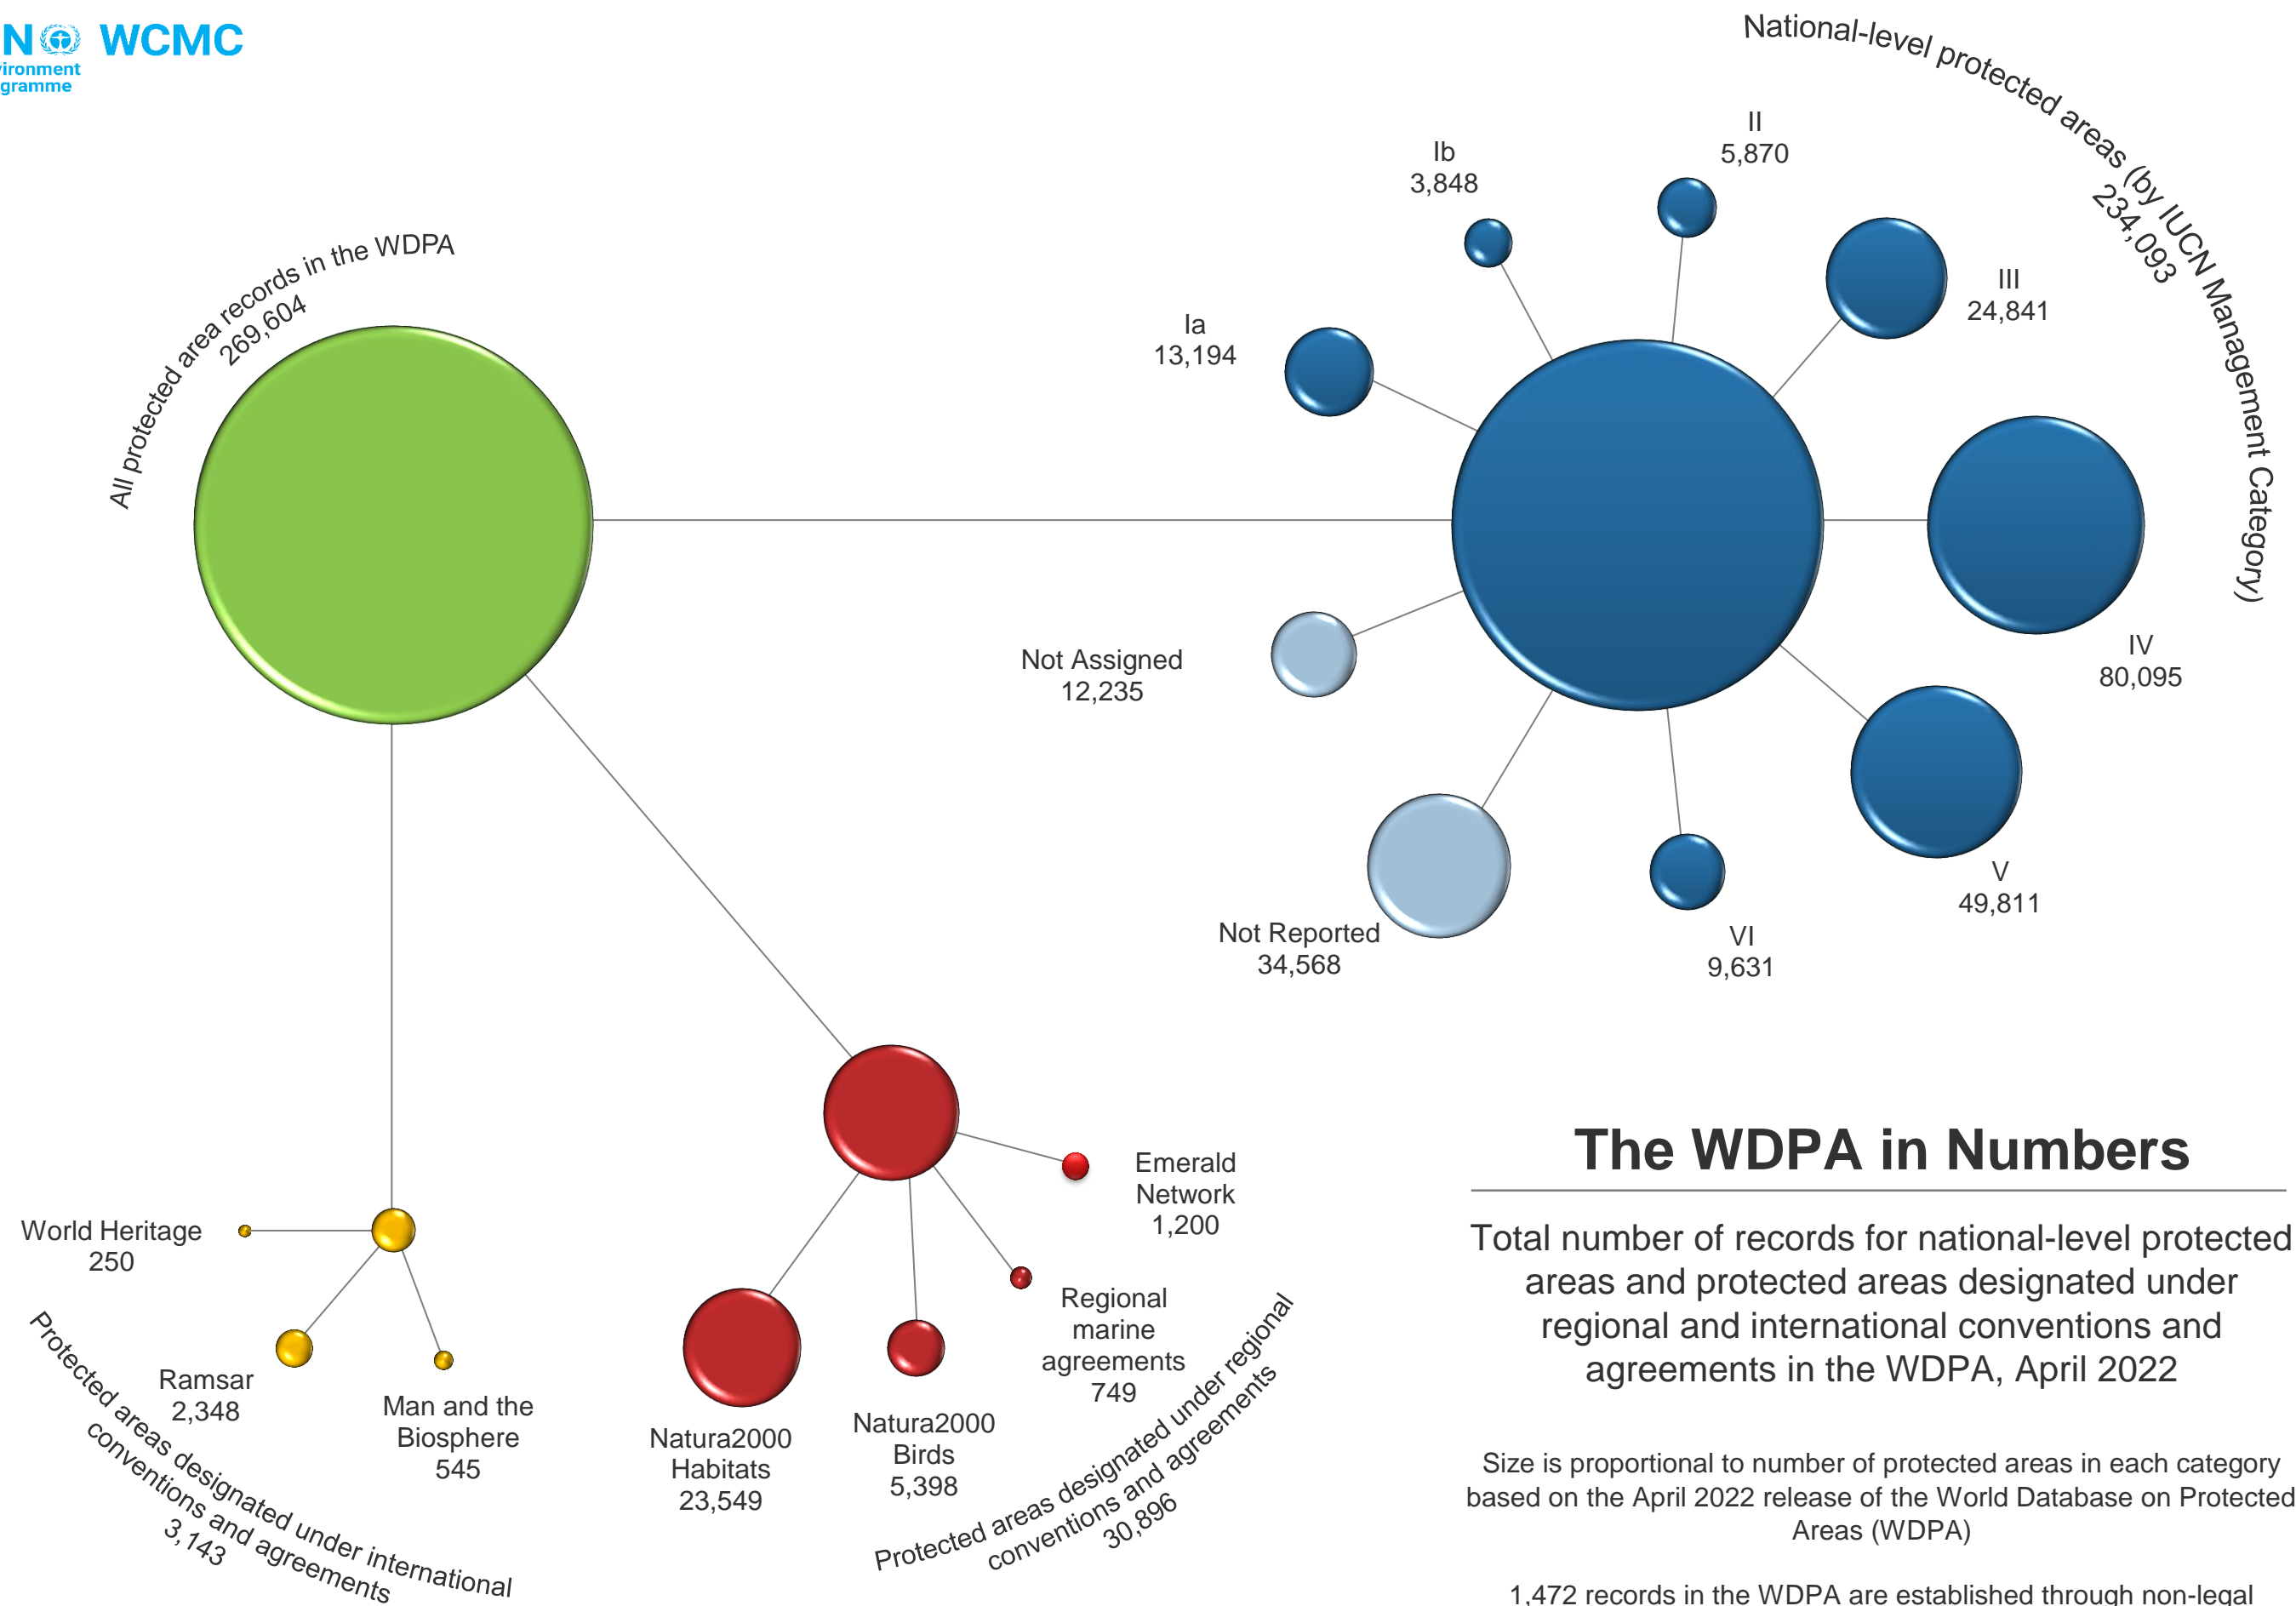 N WCMC
ironment
gramme
National-level protected areas (by IUCN Management Category)
234,093
II
5,870
Ib
3,848
III
24,841
All protected area records in the WDPA
269,604
Ia
13,194
IV
80,095
Not Assigned
12,235
V
49,811
Not Reported
34,568
VI
9,631
The WDPA in Numbers
Total number of records for national-level protected
areas and protected areas designated under
regional and international conventions and
agreements in the WDPA, April 2022
Size is proportional to number of protected areas in each category
based on the April 2022 release of the World Database on Protected
Areas (WDPA)
1,472 records in the WDPA are established through non-legal
Emerald
Network
1,200
Regional
marine
agreements
749
Natura2000
Birds
5,398
Natura2000
Habitats
23,549
Protected areas designated under regional
conventions and agreements
30,896
World Heritage
250
Ramsar
2,348
Man and the
Biosphere
545
Protected areas designated under international
conventions and agreements
3,143